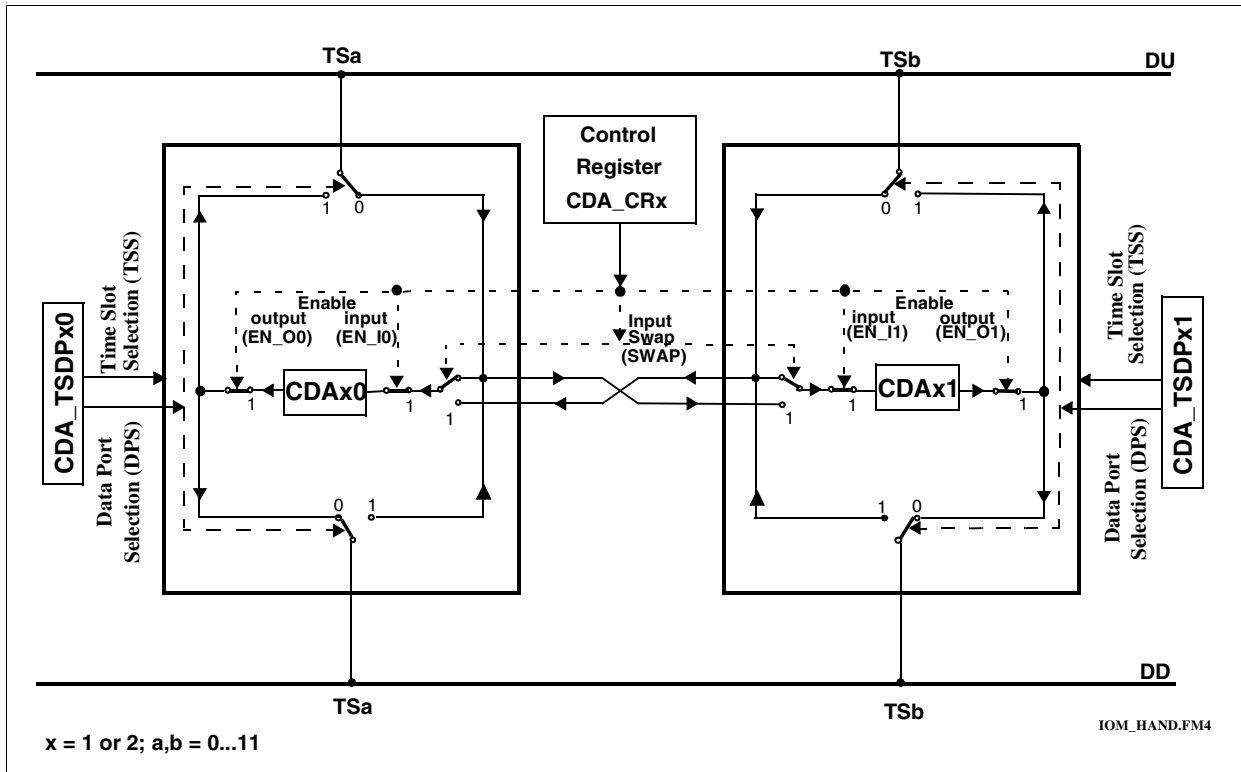 TSa
TSb
DU
Control
Register
CDA_CRx
1
0
0
1
Time Slot
Selection (TSS)
Time Slot
Selection (TSS)
Enable
output
(EN_O0)
input
(EN_I0)
Input
Swap
(SWAP)
Enable
input
(EN_I1)
output
(EN_O1)
CDA_TSDPx0
CDAx0
CDAx1
CDA_TSDPx1
1
1
1
1
1
1
Data Port
Selection (DPS)
Data Port
Selection (DPS)
0
1
1
0
TSa
TSb
DD
x = 1 or 2; a,b = 0...11
IOM_HAND.FM4